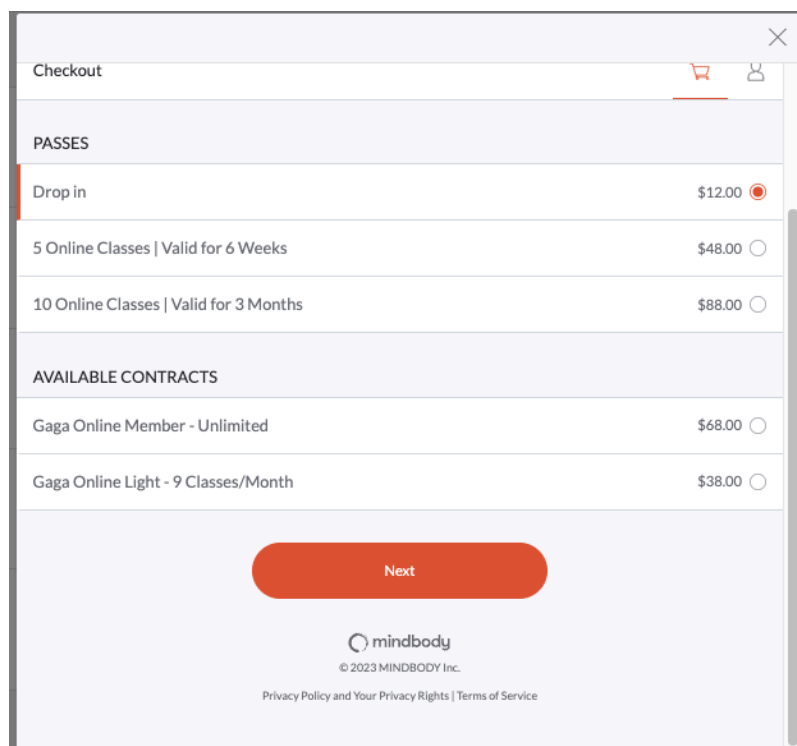 Checkout
PASSES
Drop in $12.00
5 Online Classes | Valid for 6 Weeks $48.00
10 Online Classes | Valid for 3 Months $88.00
AVAILABLE CONTRACTS
Gaga Online Member - Unlimited $68.00
Gaga Online Light - 9 Classes/Month $38.00
Next
mindbody
© 2023 MINDBODY Inc.
Privacy Policy and Your Privacy Rights | Terms of Service